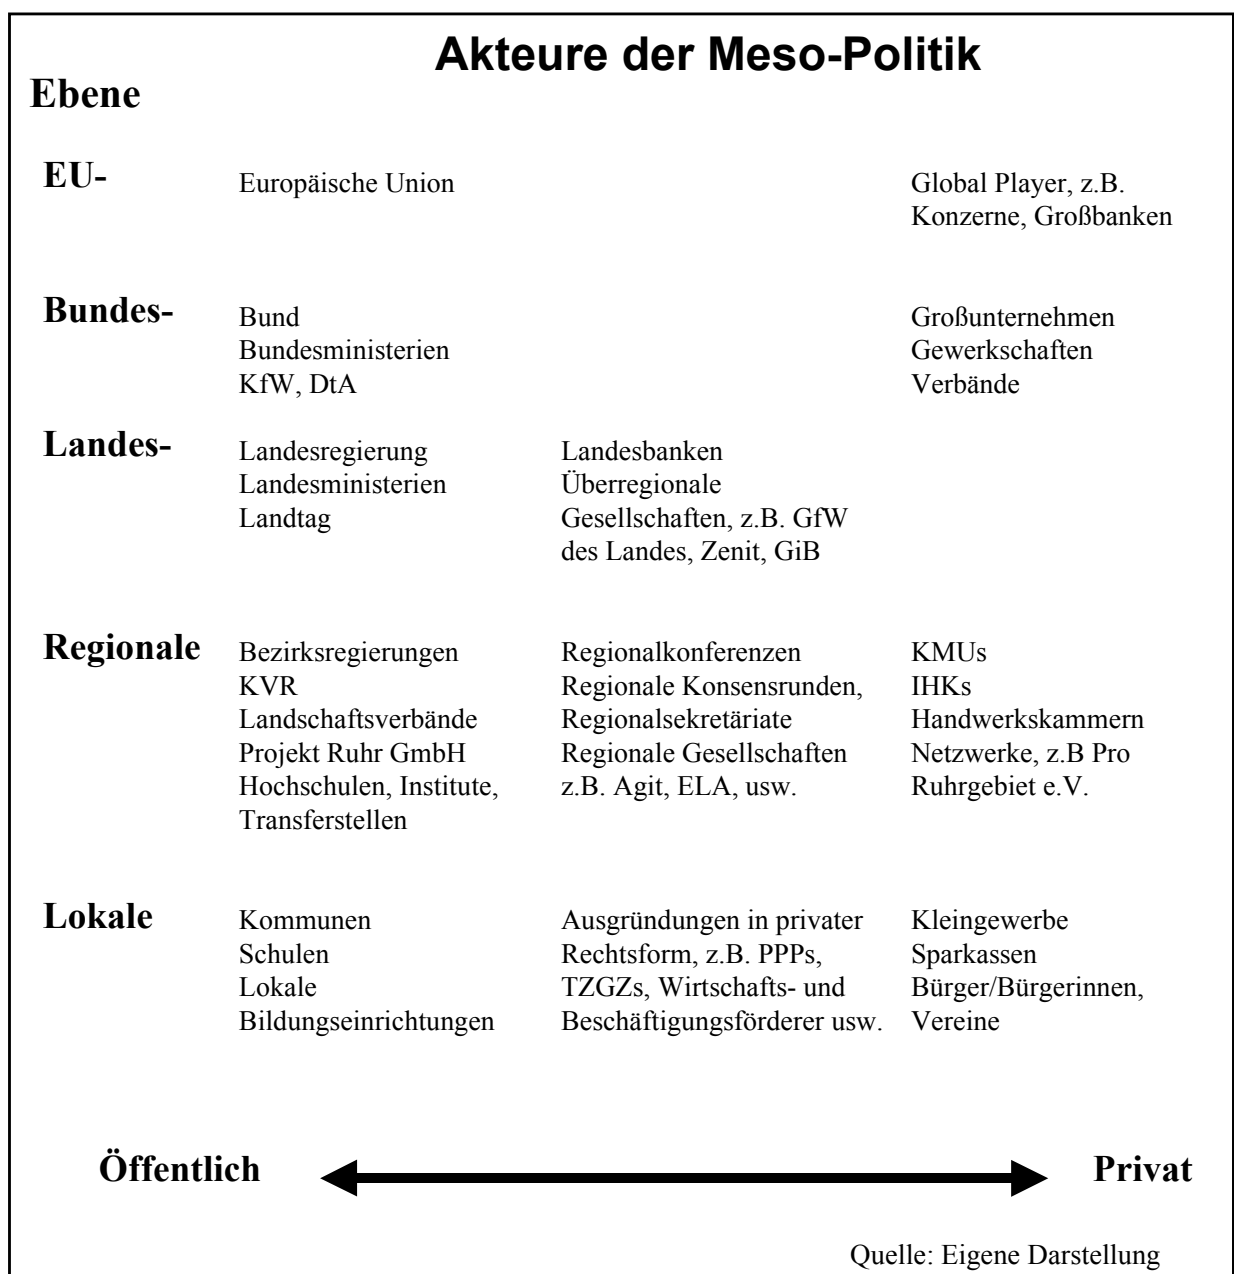 Akteure der Meso-Politik
Ebene
EU-
Europäische Union
Global Player, z.B.
Konzerne, Großbanken
Bundes-
Bund
Bundesministerien
KfW, DtA
Großunternehmen
Gewerkschaften
Verbände
Landes-
Landesregierung
Landesministerien
Landtag
Landesbanken
Überregionale
Gesellschaften, z.B. GfW
des Landes, Zenit, GiB
Regionale
Bezirksregierungen
KVR
Landschaftsverbände
Projekt Ruhr GmbH
Hochschulen, Institute,
Transferstellen
Regionalkonferenzen
Regionale Konsensrunden,
Regionalsekretäriate
Regionale Gesellschaften
z.B. Agit, ELA, usw.
KMUs
IHKs
Handwerkskammern
Netzwerke, z.B Pro
Ruhrgebiet e.V.
Lokale
Kommunen
Schulen
Lokale
Bildungseinrichtungen
Ausgründungen in privater
Rechtsform, z.B. PPPs,
TZGZs, Wirtschafts- und
Beschäftigungsförderer usw.
Kleingewerbe
Sparkassen
Bürger/Bürgerinnen,
Vereine
Öffentlich
Privat
Quelle: Eigene Darstellung